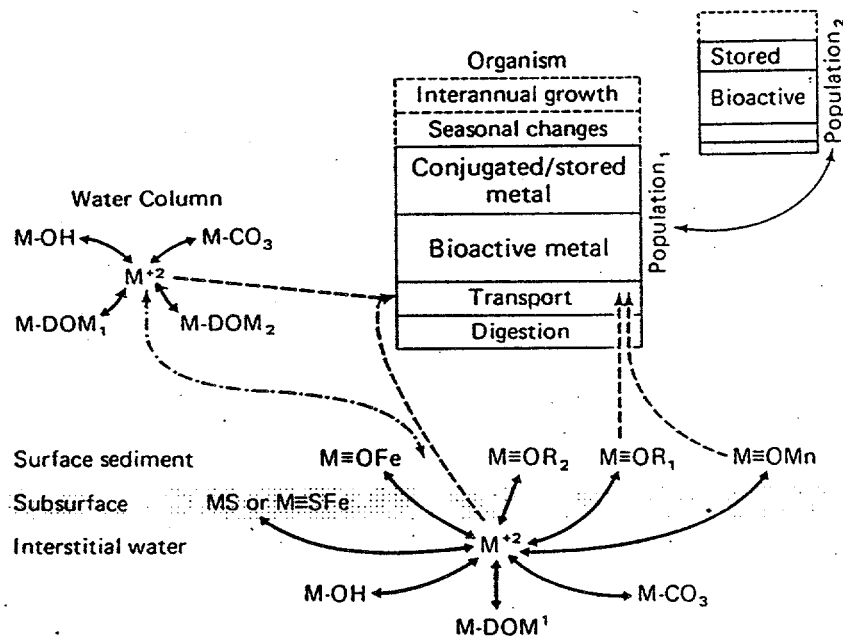 Organism
Interannual growth
Seasonal changes
Conjugated/stored
metal
Bioactive metal
Transport
Digestion
Population₁
Stored
Bioactive
Population₂
Water Column
M-OH
M-CO₃
M⁺²
M-DOM₁
M-DOM₂
Surface sediment
M≡OFe
M≡OR₂
M≡OR₁
M≡OMn
Subsurface
MS or M≡SFe
Interstitial water
M⁺²
M-OH
M-CO₃
M-DOM¹